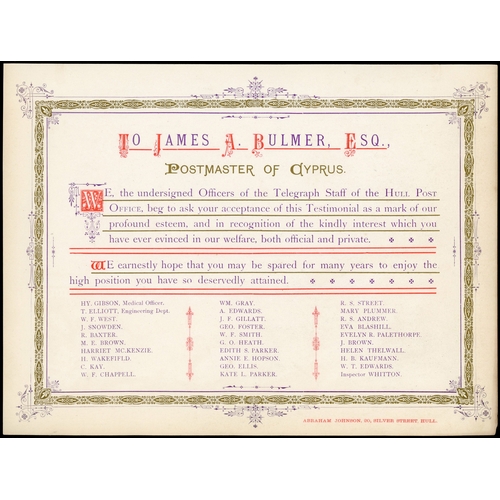 TO JAMES A. BULMER, ESQ.,
POSTMASTER OF CYPRUS.
WE, the undersigned Officers of the Telegraph Staff of the HULL POST
OFFICE, beg to ask your acceptance of this Testimonial as a mark of our
profound esteem, and in recognition of the kindly interest which you
have ever evinced in our welfare, both official and private.
WE earnestly hope that you may be spared for many years to enjoy the
high position you have so deservedly attained.
HY. GIBSON, Medical Officer.
T. ELLIOTT, Engineering Dept.
W. F. WEST.
J. SNOWDEN.
R. BAXTER.
M. E. BROWN.
HARRIET MC.KENZIE.
H. WAKEFIELD.
C. KAY.
W. F. CHAPPELL.
WM. GRAY.
A. EDWARDS.
J. F. GILLATT.
GEO. FOSTER.
W. F. SMITH.
G. O. HEATH.
EDITH S. PARKER.
ANNIE E. HOPSON.
GEO. ELLIS.
KATE L. PARKER.
R. S. STREET.
MARY PLUMMER.
R. S. ANDREW.
EVA BLASHILL.
EVELYN R. PALETHORPE.
J. BROWN.
HELEN THELWALL.
H. B. KAUFMANN.
W. T. EDWARDS.
Inspector WHITTON.
ABRAHAM JOHNSON, 30, SILVER STREET, HULL.